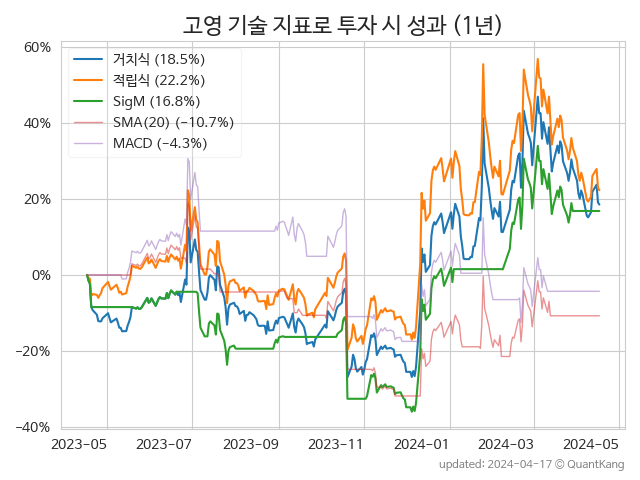 고영 기술 지표로 투자 시 성과 (1년)
60%
40%
20%
0%
−20%
−40%
거치식 (18.5%)
적립식 (22.2%)
SigM (16.8%)
SMA(20) (−10.7%)
MACD (−4.3%)
2023-05
2023-07
2023-09
2023-11
2024-01
2024-03
2024-05
updated: 2024-04-17 © QuantKang